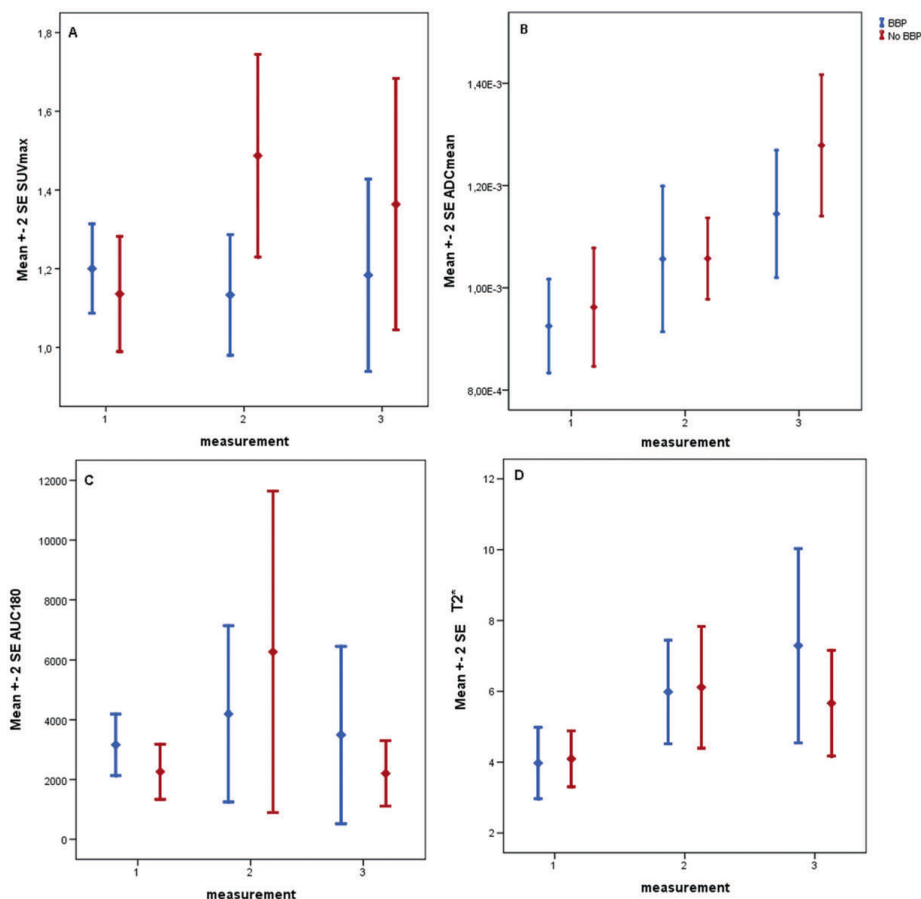 A
Mean +- 2 SE SUVmax
1,8
1,6
1,4
1,2
1,0
1
2
3
measurement
B
BBP
No BBP
Mean +- 2 SE ADCmean
1,40E-3
1,20E-3
1,00E-3
8,00E-4
1
2
3
measurement
C
Mean +- 2 SE AUC180
12000
10000
8000
6000
4000
2000
0
1
2
3
measurement
D
Mean +- 2 SE T2*
12
10
8
6
4
2
1
2
3
measurement